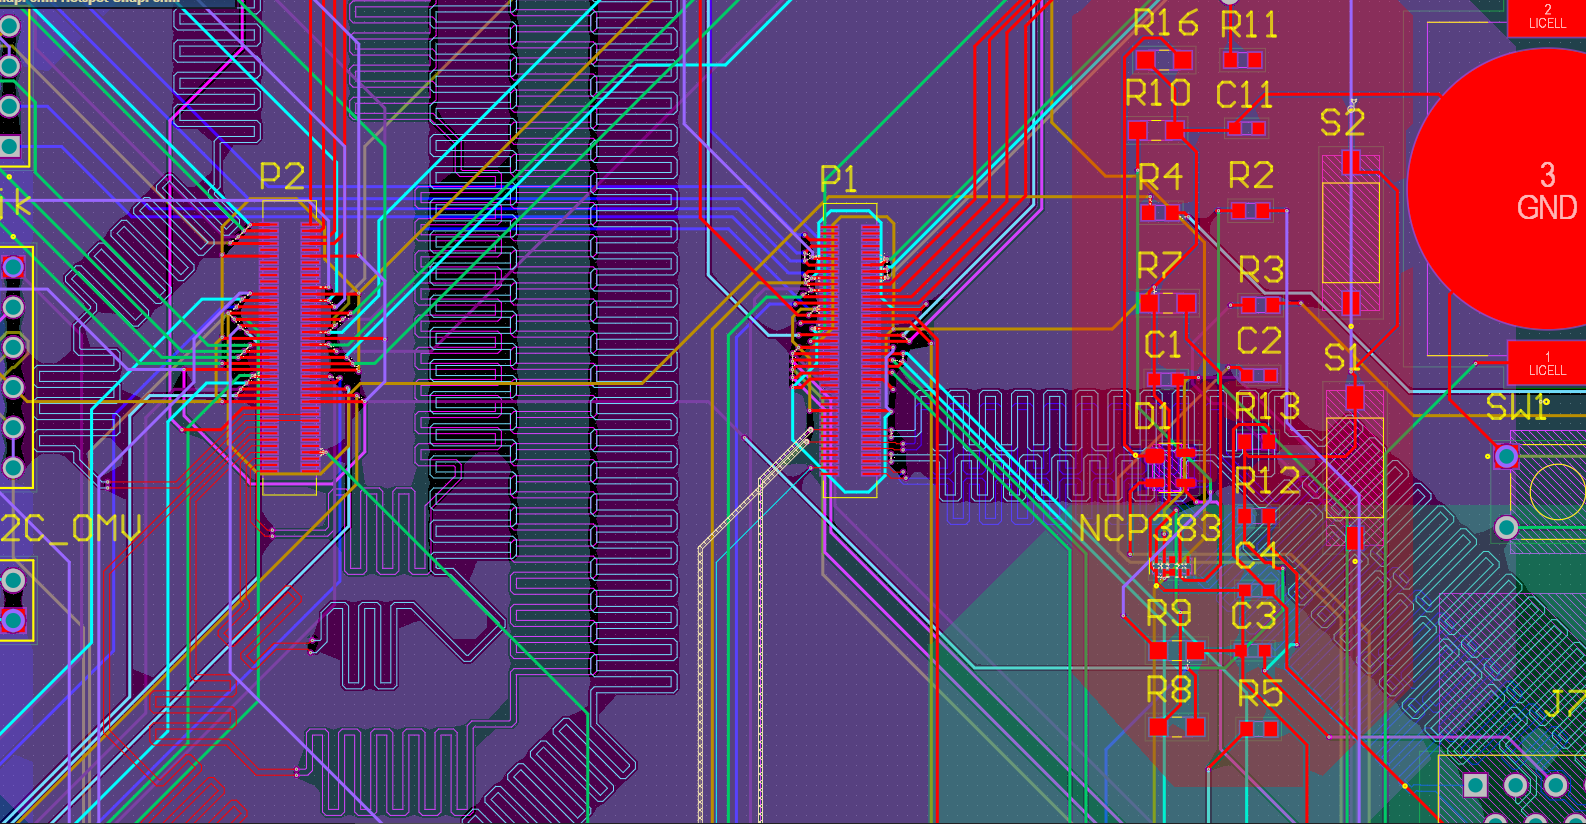 R16 R11
2
LICELL
R10 C11
S2
P2
P1
R4 R2
3
GND
jk
R7 R3
C1 C2
S1
1
LICELL
D1 R13
SW1
R12
2C_OMV
NCP383
C4
R9 C3
R8 R5
J7